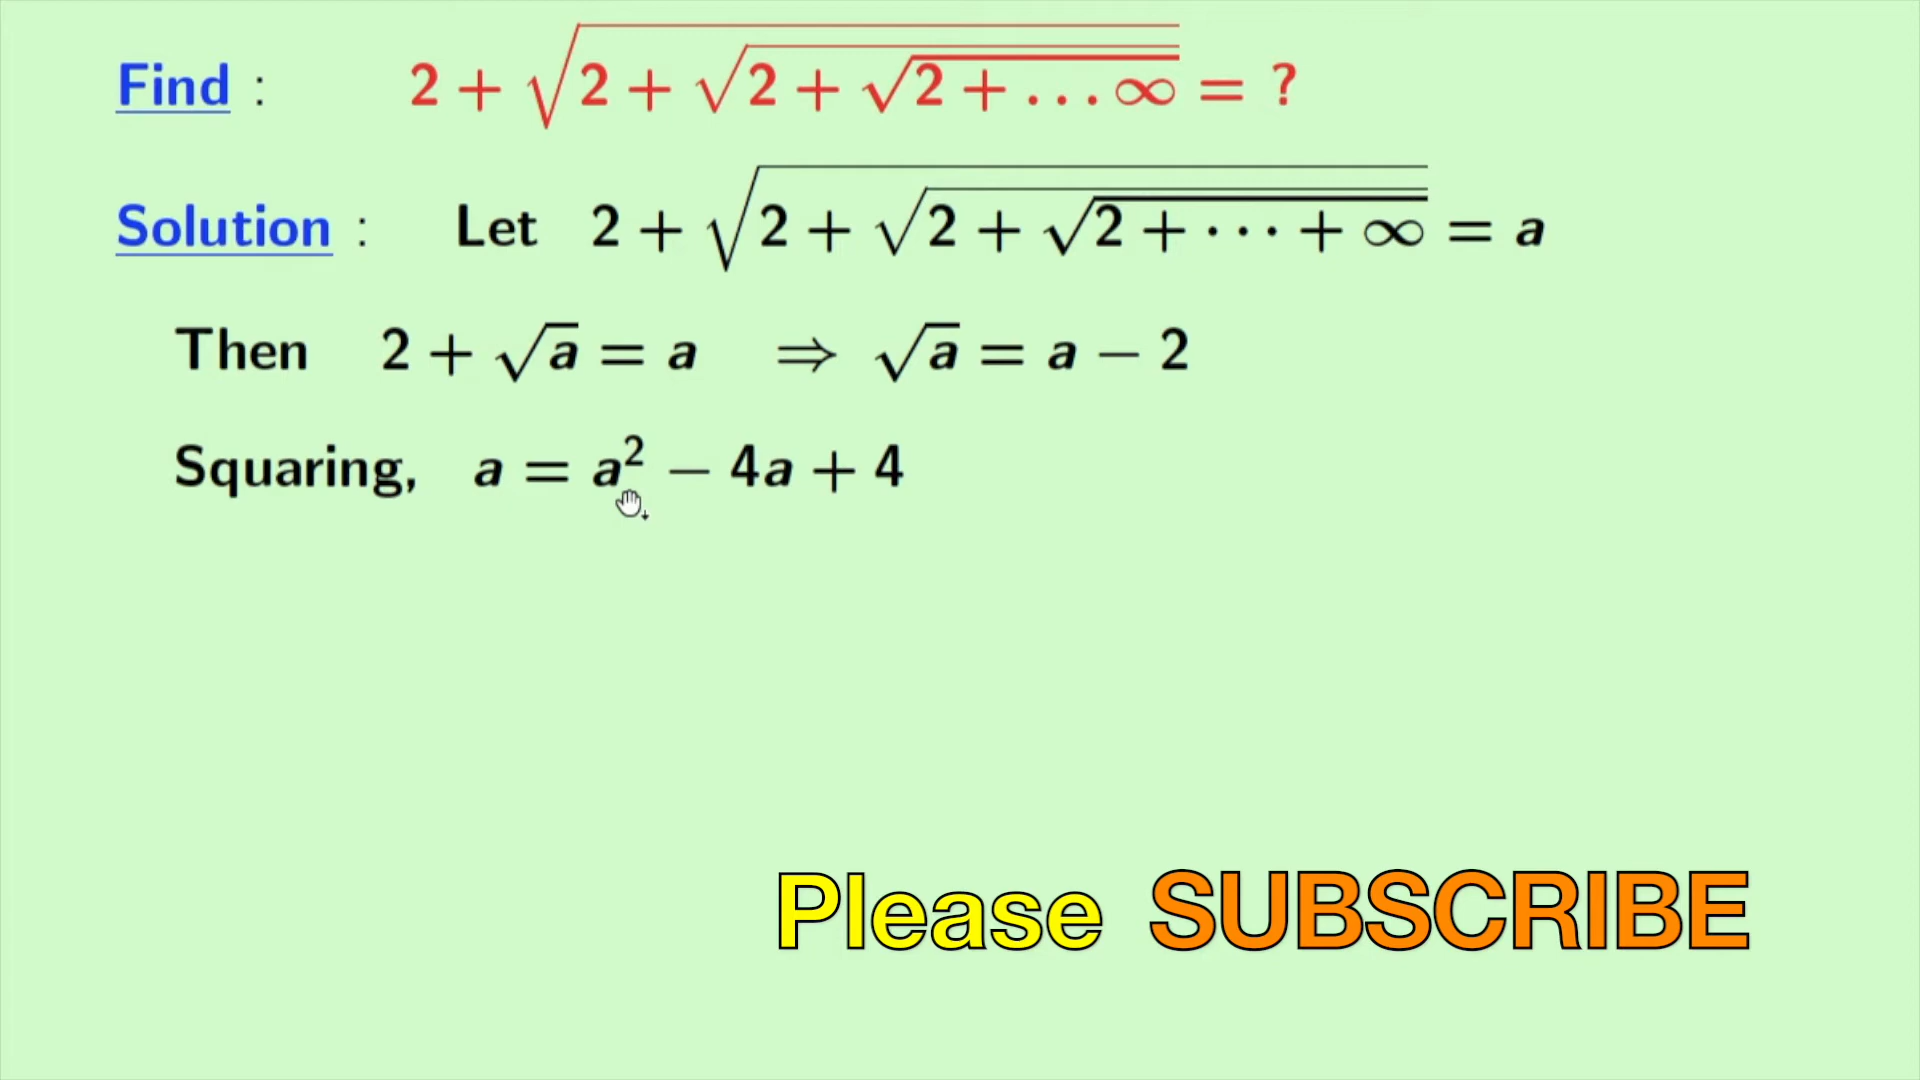 Find : 2 + √(2 + √(2 + √(2 + ... ∞))) = ?
Solution : Let 2 + √(2 + √(2 + √(2 + ··· + ∞))) = a
Then 2 + √a = a ⇒ √a = a − 2
Squaring, a = a² − 4a + 4
Please SUBSCRIBE